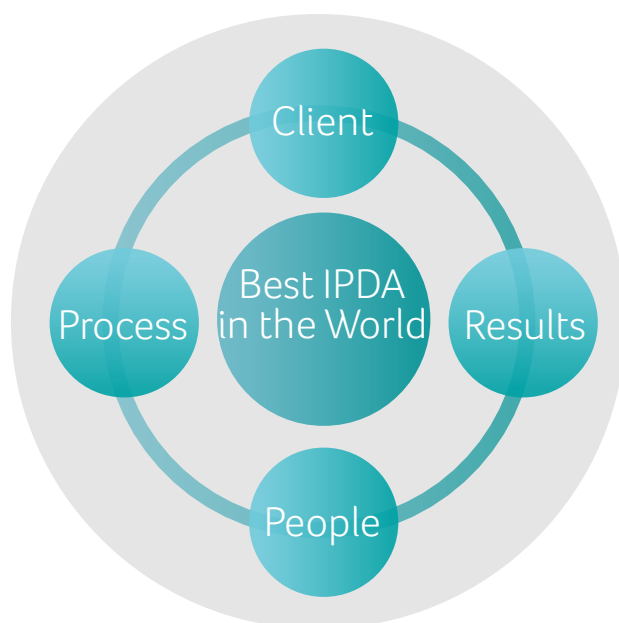 Client
Best IPDA
in the World
Process
Results
People